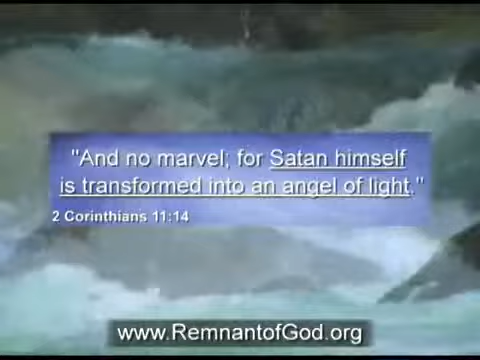 "And no marvel; for Satan himself
is transformed into an angel of light."
2 Corinthians 11:14
www.RemnantofGod.org